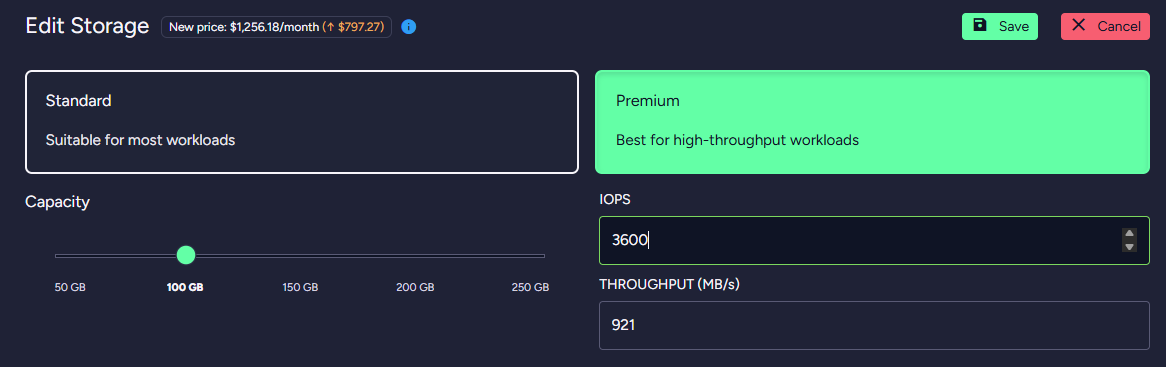 Edit Storage New price: $1,256.18/month (↑ $797.27)
Save
Cancel
Standard
Suitable for most workloads
Premium
Best for high-throughput workloads
Capacity
50 GB 100 GB 150 GB 200 GB 250 GB
IOPS
3600
THROUGHPUT (MB/s)
921